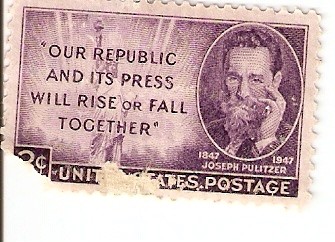 "OUR REPUBLIC
AND ITS PRESS
WILL RISE OR FALL
TOGETHER"
1847 1947
JOSEPH PULITZER
3¢
UNITED STATES POSTAGE